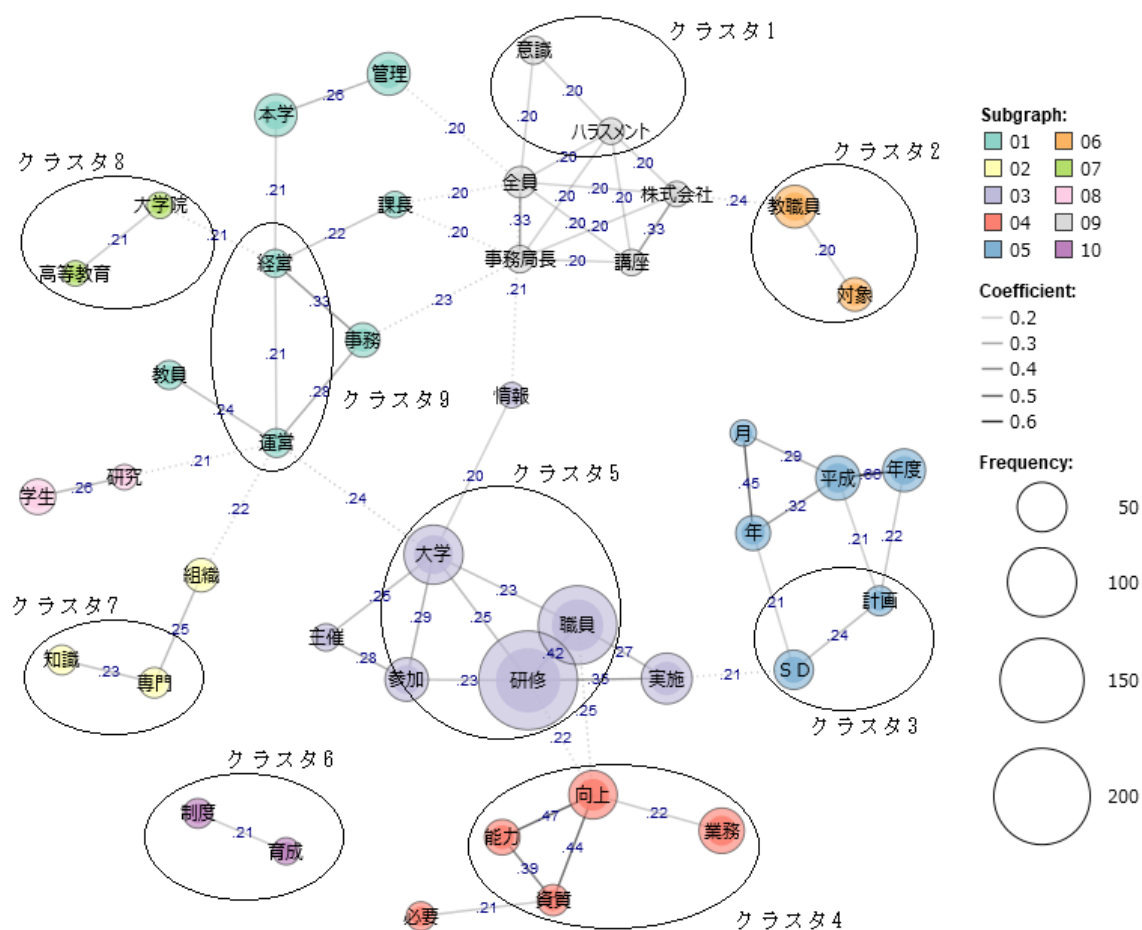 クラスタ1
意識
.20
.20
ハラスメント
管理
.26
本学
.20
Subgraph:
01
02
03
04
05
06
07
08
09
10
クラスタ8
大学院
.21
高等教育
.21
.21
課長
.22
.20
.20
全員
.20
.20
.20
.33
.20
.20
.20
.20
株式会社
.33
事務局長
.20
講座
.24
クラスタ2
教職員
.20
対象
経営
.33
.23
.21
事務
.28
教員
.24
運営
クラスタ9
.21
情報
.20
Coefficient:
0.2
0.3
0.4
0.5
0.6
学生
.26
研究
.21
.22
.24
組織
.25
クラスタ7
知識
.23
専門
クラスタ5
大学
.25
.29
.25
.23
主催
.28
参加
.23
研修
職員
.42
.27
.35
実施
.21
.25
.22
月
.29
.45
平成
年度
.32
年
.21
.22
.21
計画
.24
SD
クラスタ3
Frequency:
50
100
150
200
クラスタ6
制度
.21
育成
向上
.22
業務
.47
能力
.44
.39
資質
.21
必要
クラスタ4